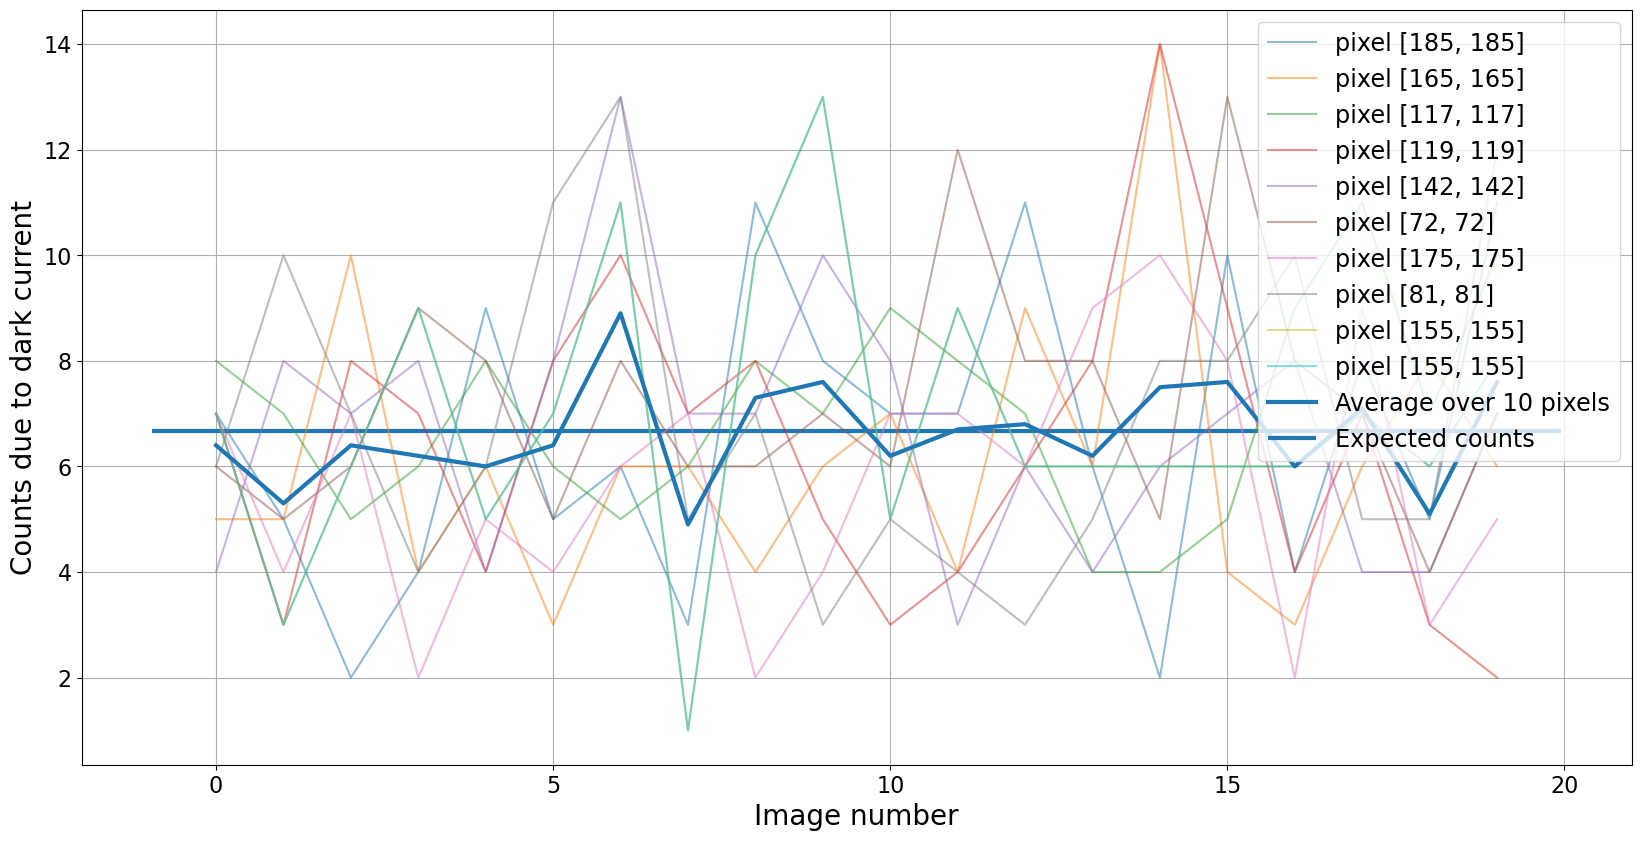 Counts due to dark current
14
12
10
8
6
4
2
0
5
10
15
20
Image number
pixel [185, 185]
pixel [165, 165]
pixel [117, 117]
pixel [119, 119]
pixel [142, 142]
pixel [72, 72]
pixel [175, 175]
pixel [81, 81]
pixel [155, 155]
pixel [155, 155]
Average over 10 pixels
Expected counts